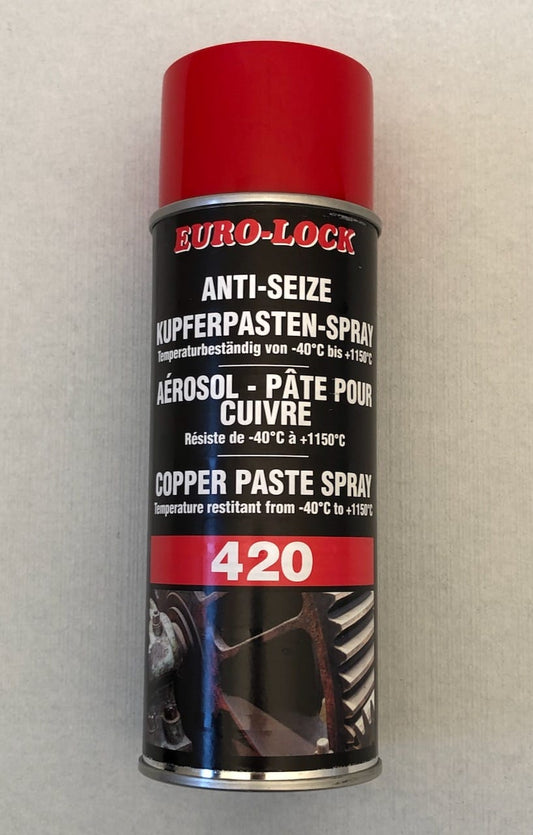 EURO-LOCK
ANTI-SEIZE
KUPFERPASTEN-SPRAY
Temperaturbeständig von -40°C bis +1150°C
AÉROSOL - PÂTE POUR
CUIVRE
Résiste de -40°C à +1150°C
COPPER PASTE SPRAY
Temperature restitant from -40°C to +1150°C
420